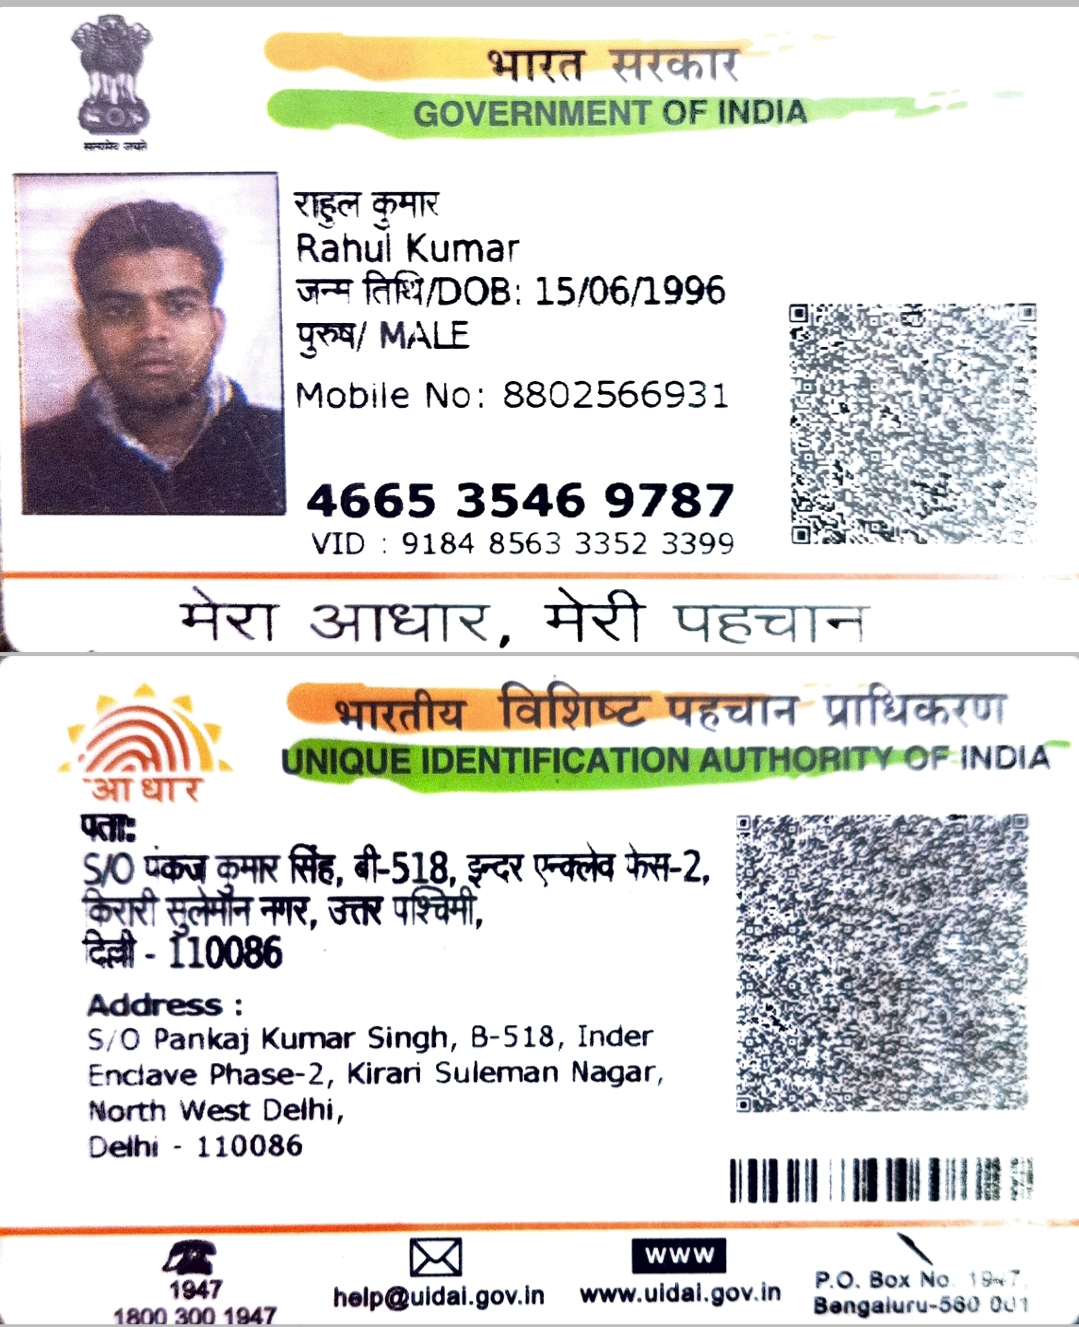 भारत सरकार
GOVERNMENT OF INDIA
सत्यमेव जयते
राहुल कुमार
Rahul Kumar
जन्म तिथि/DOB: 15/06/1996
पुरुष/ MALE
Mobile No: 8802566931
4665 3546 9787
VID : 9184 8563 3352 3399
मेरा आधार, मेरी पहचान
भारतीय विशिष्ट पहचान प्राधिकरण
UNIQUE IDENTIFICATION AUTHORITY OF INDIA
आधार
पताः
S/O पंकज कुमार सिंह, बी-518, इन्दर एन्क्लेव फेस-2,
किरारी सुलेमान नगर, उत्तर पश्चिमी,
दिल्ली - 110086
Address :
S/O Pankaj Kumar Singh, B-518, Inder
Enclave Phase-2, Kirari Suleman Nagar,
North West Delhi,
Delhi - 110086
1947
1800 300 1947
help@uidai.gov.in
www
www.uidai.gov.in
P.O. Box No. 1947,
Bengaluru-560 001